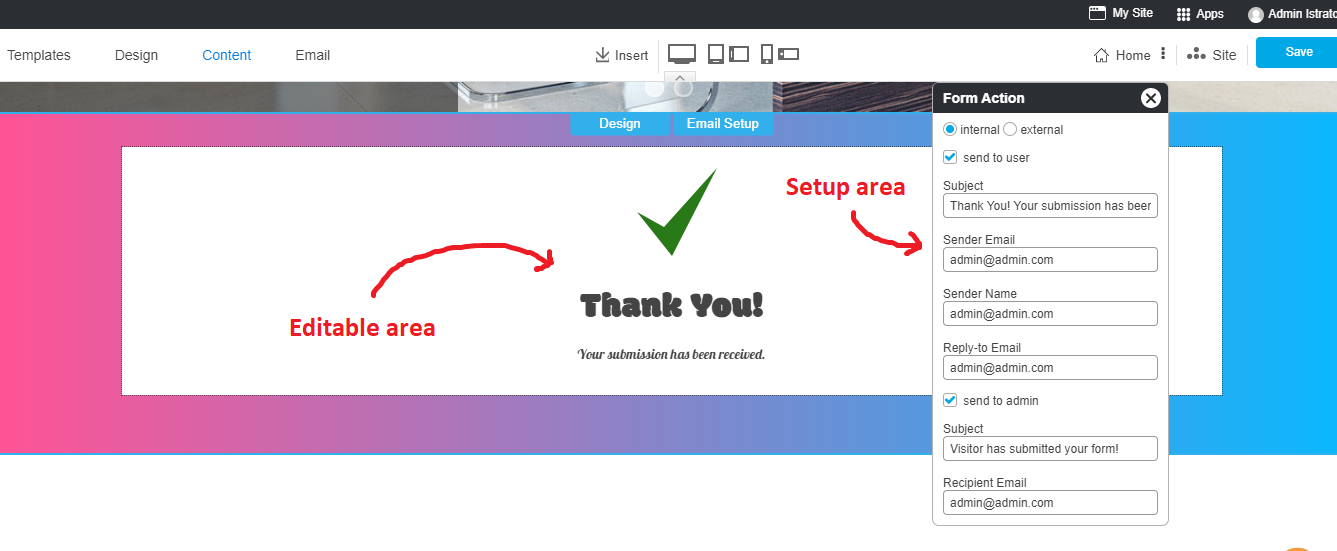 My Site Apps Admin Istrato
Templates Design Content Email Insert Home Site Save
Design Email Setup
Form Action
internal external
send to user
Subject
Thank You! Your submission has been
Sender Email
admin@admin.com
Sender Name
admin@admin.com
Reply-to Email
admin@admin.com
send to admin
Subject
Visitor has submitted your form!
Recipient Email
admin@admin.com
Setup area
Editable area
Thank You!
Your submission has been received.